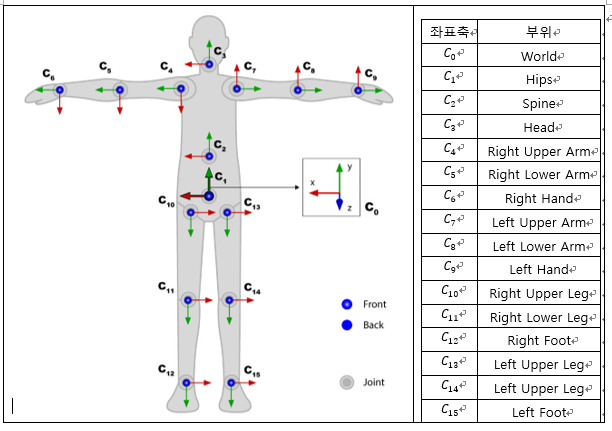 C3
C6
C5
C4
C7
C8
C9
C2
C1
y
x
z
C0
C10
C13
C11
C14
Front
Back
C12
C15
Joint
좌표축 부위
C0 World
C1 Hips
C2 Spine
C3 Head
C4 Right Upper Arm
C5 Right Lower Arm
C6 Right Hand
C7 Left Upper Arm
C8 Left Lower Arm
C9 Left Hand
C10 Right Upper Leg
C11 Right Lower Leg
C12 Right Foot
C13 Left Upper Leg
C14 Left Upper Leg
C15 Left Foot